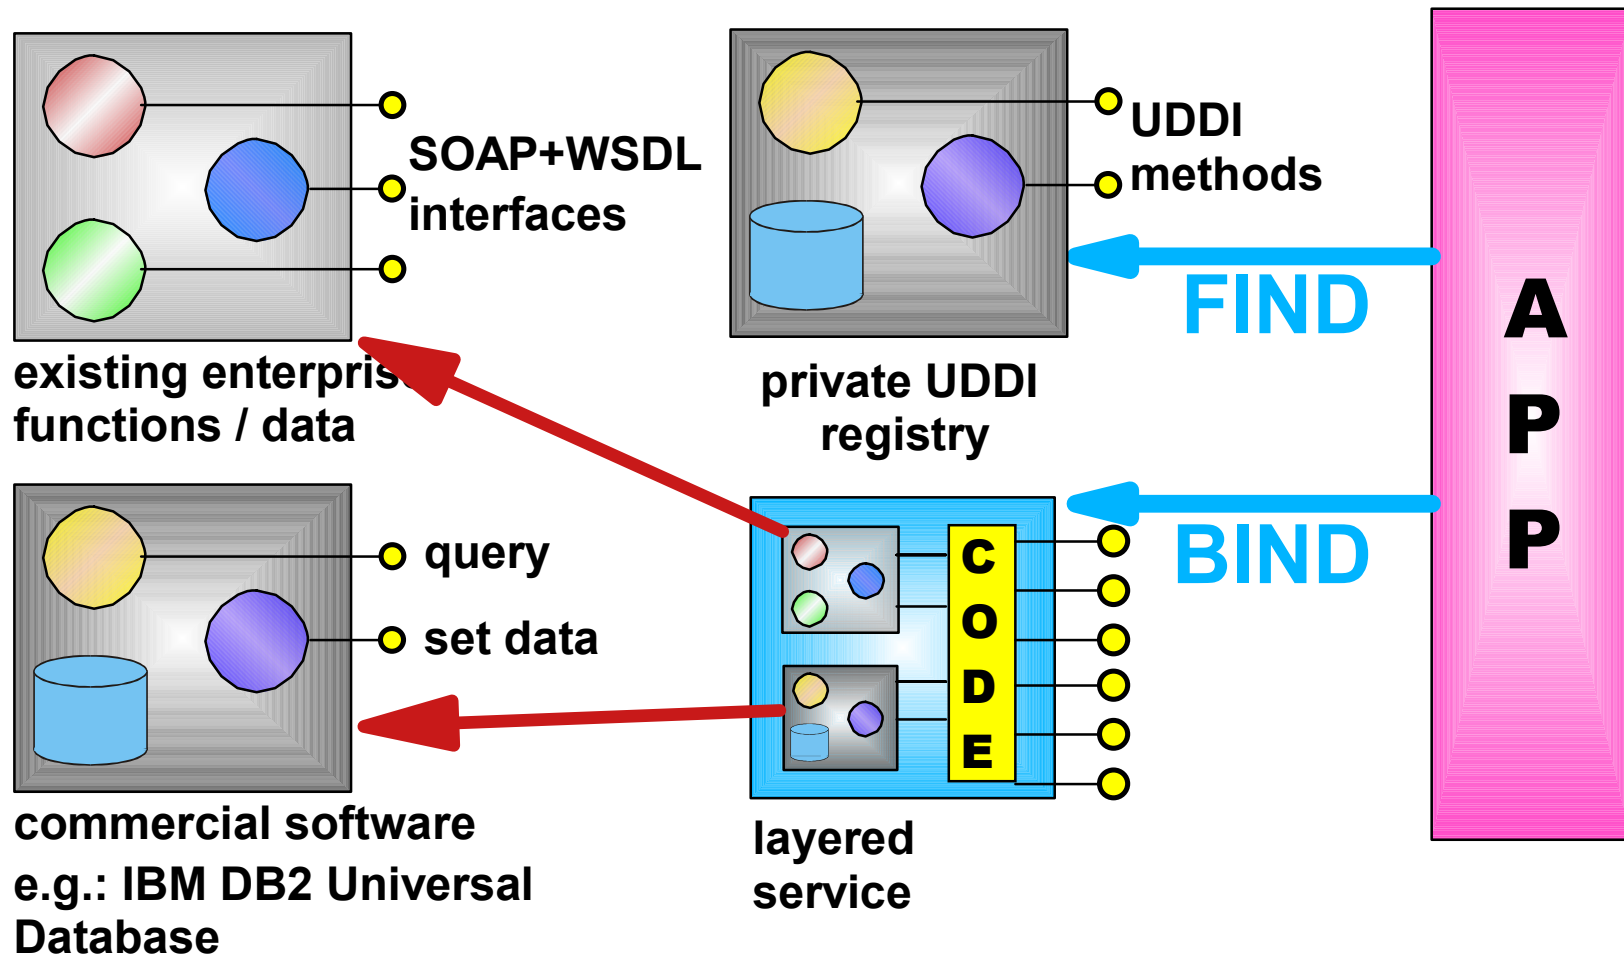 SOAP+WSDL
interfaces
existing enterprise
functions / data
UDDI
methods
FIND
private UDDI
registry
A
P
P
query
set data
commercial software
e.g.: IBM DB2 Universal
Database
C
O
D
E
BIND
layered
service